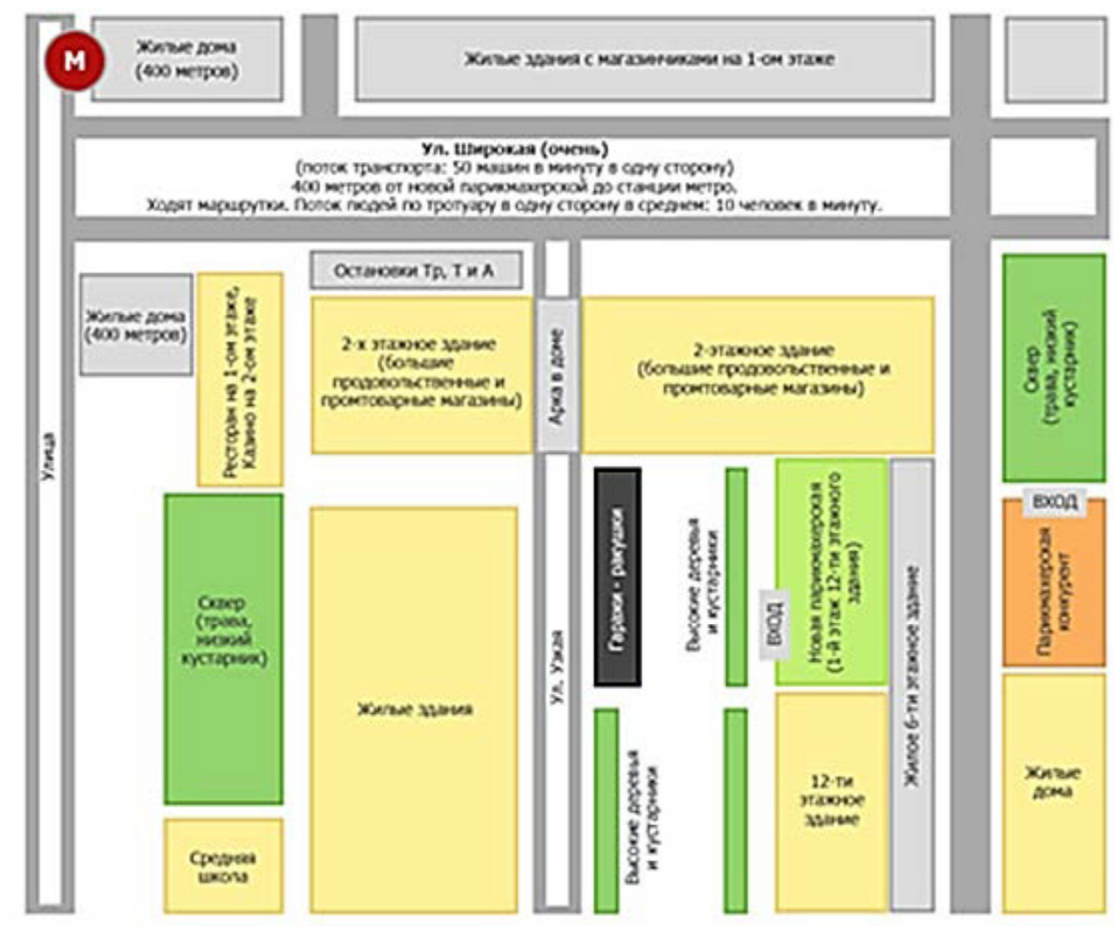 М
Жилые дома
(400 метров)
Жилые здания с магазинчиками на 1-ом этаже
Ул. Широкая (очень)
(поток транспорта: 50 машин в минуту в одну сторону)
400 метров от новой парикмахерской до станции метро.
Ходят маршрутки. Поток людей по тротуару в одну сторону в среднем: 10 человек в минуту.
Остановки Тр, Т и А
Жилые дома
(400 метров)
Ресторан на 1-ом этаже,
Казино на 2-ом этаже
2-х этажное здание
(большие
продовольственные и
промтоварные магазины)
Арка в доме
2-этажное здание
(большие продовольственные и
промтоварные магазины)
Сквер
(трава, низкий
кустарник)
Улица
Сквер
(трава,
низкий
кустарник)
Жилые здания
Ул. Узкая
Гаражи - ракушки
Высокие деревья
и кустарники
ВХОД
Новая парикмахерская
(1-й этаж 12-ти этажного
здания)
Жилое 6-ти этажное здание
ВХОД
Парикмахерская
конкурент
Средняя
школа
Высокие деревья
и кустарники
12-ти
этажное
здание
Жилые
дома